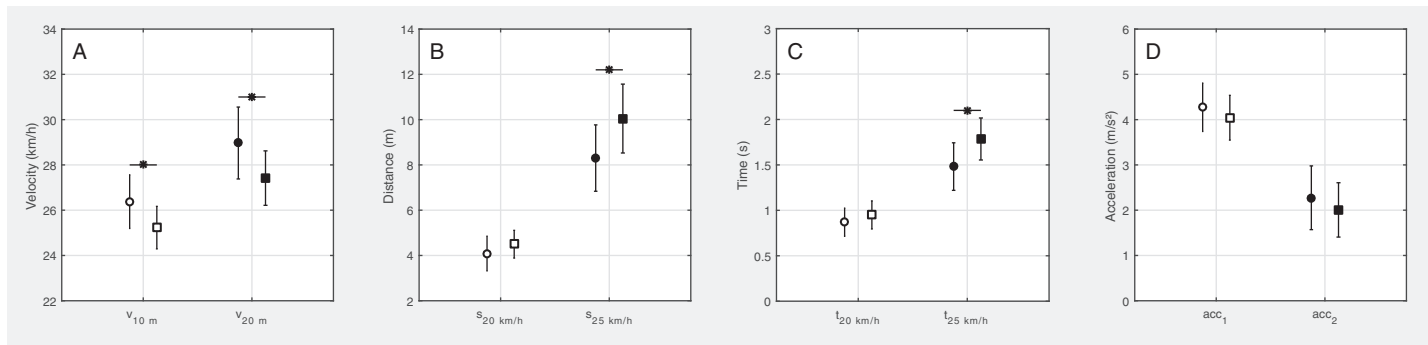 A
Velocity (km/h)
34
32
30
28
26
24
22
v10 m
v20 m
B
Distance (m)
14
12
10
8
6
4
2
s20 km/h
s25 km/h
C
Time (s)
3
2.5
2
1.5
1
0.5
0
t20 km/h
t25 km/h
D
Acceleration (m/s²)
6
5
4
3
2
1
0
acc1
acc2